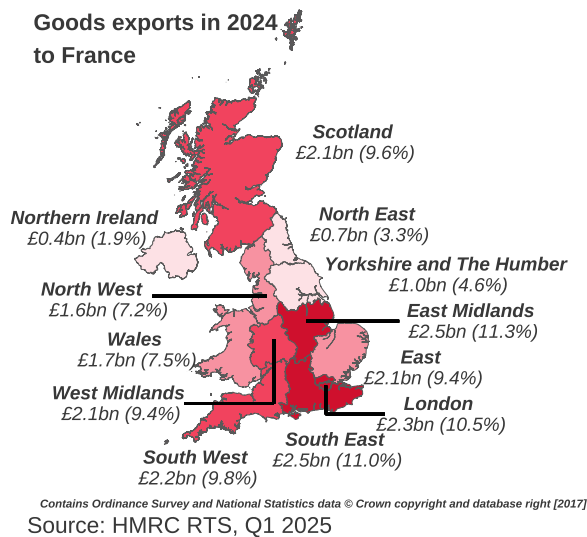 Goods exports in 2024
to France
Scotland
£2.1bn (9.6%)
Northern Ireland
£0.4bn (1.9%)
North East
£0.7bn (3.3%)
Yorkshire and The Humber
£1.0bn (4.6%)
North West
£1.6bn (7.2%)
East Midlands
£2.5bn (11.3%)
Wales
£1.7bn (7.5%)
East
£2.1bn (9.4%)
West Midlands
£2.1bn (9.4%)
London
£2.3bn (10.5%)
South East
£2.5bn (11.0%)
South West
£2.2bn (9.8%)
Contains Ordinance Survey and National Statistics data © Crown copyright and database right [2017]
Source: HMRC RTS, Q1 2025